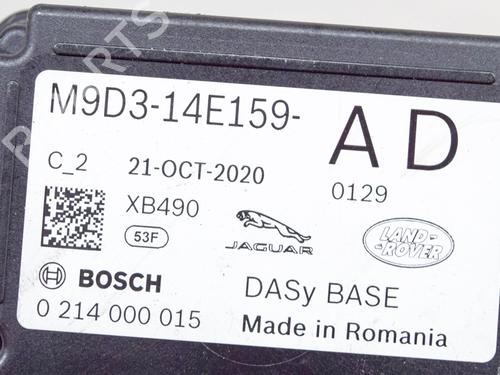 M9D3-14E159- AD
C_2 21-OCT-2020 0129
XB490
53F
JAGUAR
LAND-ROVER
BOSCH DASy BASE
0 214 000 015 Made in Romania